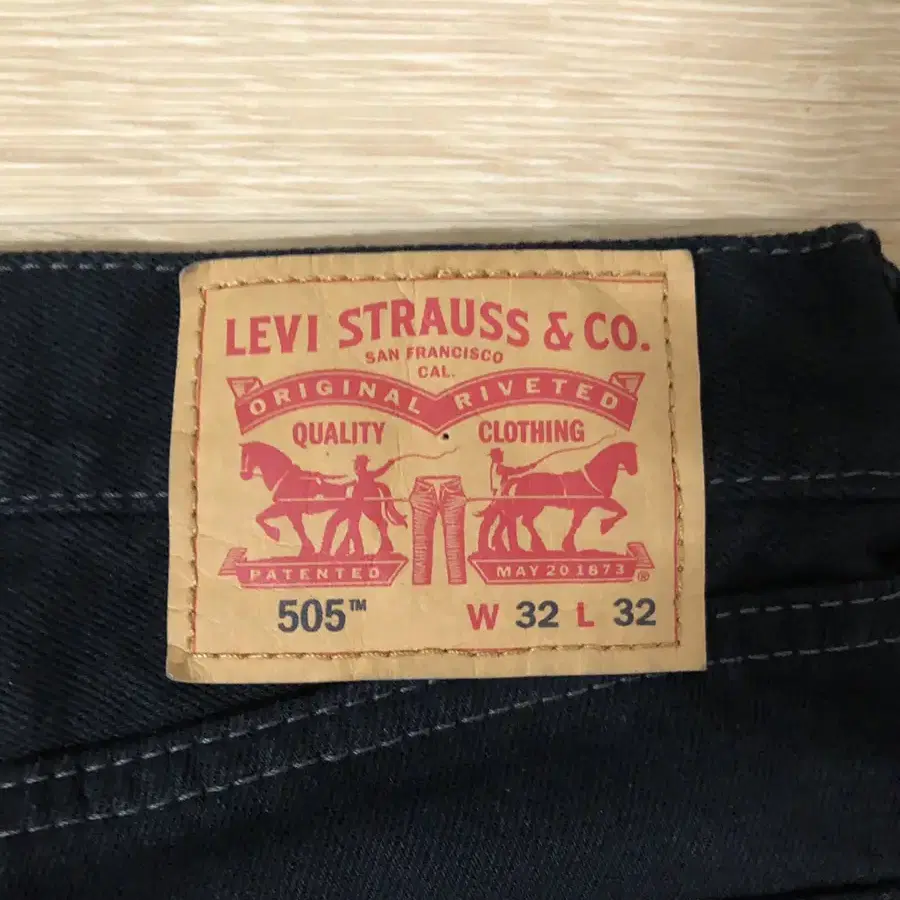 LEVI STRAUSS & CO.
SAN FRANCISCO
CAL.
ORIGINAL RIVETED
QUALITY CLOTHING
PATENTED MAY 20 1873 ®
505™ W 32 L 32